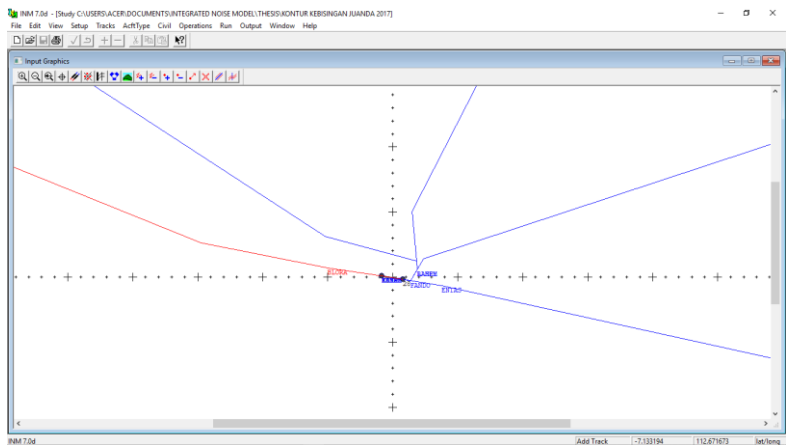 INM 7.0d - [Study C:\USERS\ACER\DOCUMENTS\INTEGRATED NOISE MODEL\THESIS\KONTUR KEBISINGAN JUANDA 2017]
File Edit View Setup Tracks AcftType Civil Operations Run Output Window Help
Input Graphics
FANDO
ENTAS
INM 7.0d
Add Track -7.133194 112.671673 lat/long